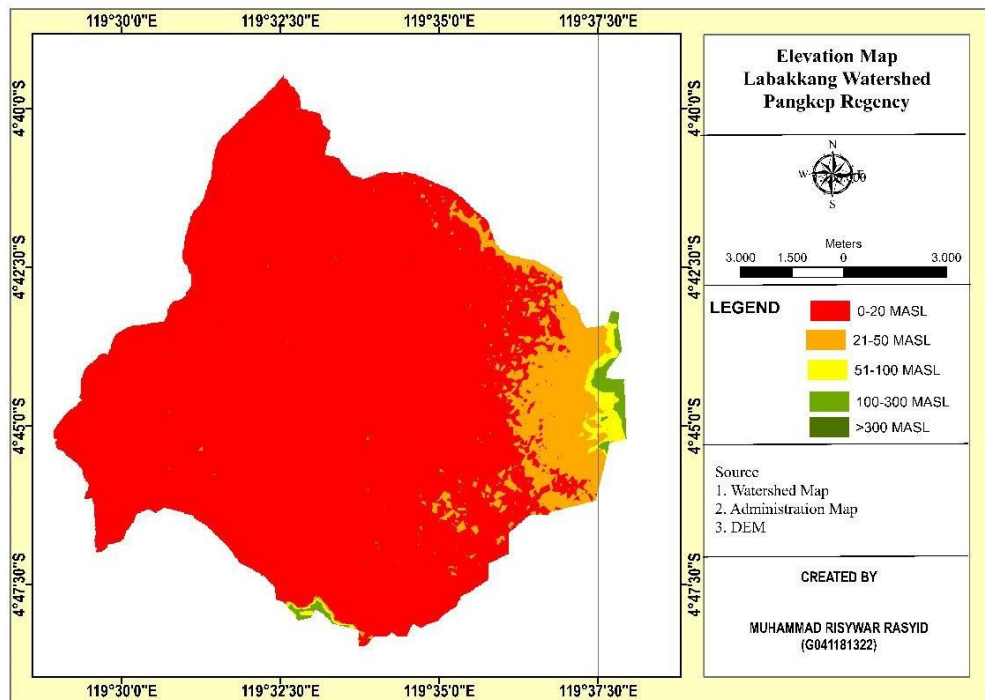 119°30'0"E 119°32'30"E 119°35'0"E 119°37'30"E
4°40'0"S 4°40'0"S
4°42'30"S 4°42'30"S
4°45'0"S 4°45'0"S
4°47'30"S 4°47'30"S
119°30'0"E 119°32'30"E 119°35'0"E 119°37'30"E
Elevation Map
Labakkang Watershed
Pangkep Regency
N
W E
S
Meters
3.000 1.500 0 3.000
LEGEND
0-20 MASL
21-50 MASL
51-100 MASL
100-300 MASL
>300 MASL
Source
1. Watershed Map
2. Administration Map
3. DEM
CREATED BY
MUHAMMAD RISYWAR RASYID
(G041181322)